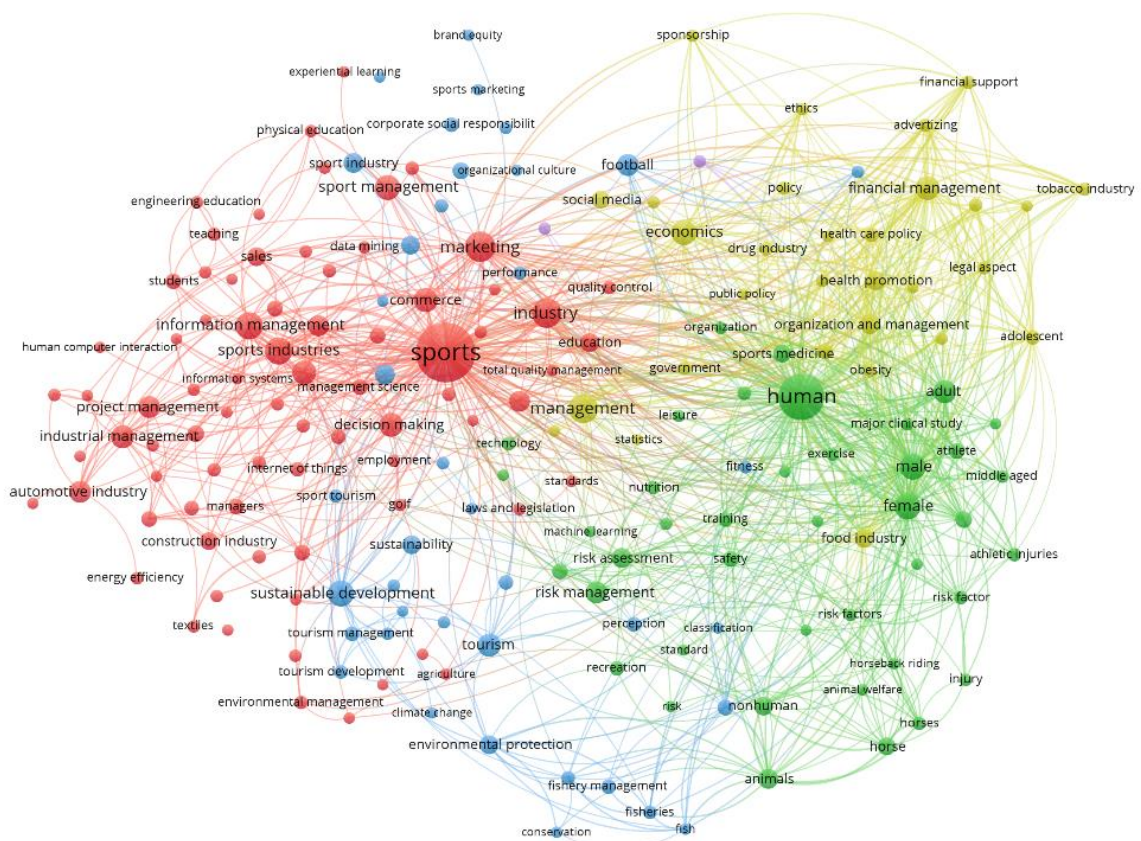 brand equity
sponsorship
experiential learning
financial support
sports marketing
ethics
physical education
corporate social responsibilit
advertizing
sport industry
organizational culture
football
sport management
policy
financial management
tobacco industry
engineering education
social media
teaching
data mining
marketing
economics
health care policy
sales
drug industry
students
performance
health promotion
legal aspect
commerce
quality control
public policy
information management
industry
organization
organization and management
adolescent
human computer interaction
sports industries
sports
education
sports medicine
information systems
management science
total quality management
government
obesity
human
adult
project management
management
leisure
major clinical study
industrial management
decision making
technology
statistics
exercise
athlete
internet of things
employment
fitness
male
middle aged
automotive industry
sport tourism
standards
nutrition
managers
golf
laws and legislation
female
construction industry
sustainability
machine learning
training
food industry
risk assessment
safety
athletic injuries
energy efficiency
sustainable development
risk management
risk factor
textiles
tourism management
tourism
perception
classification
risk factors
standard
tourism development
agriculture
recreation
horseback riding
injury
environmental management
climate change
risk
nonhuman
animal welfare
horses
environmental protection
horse
fishery management
animals
fisheries
conservation
fish